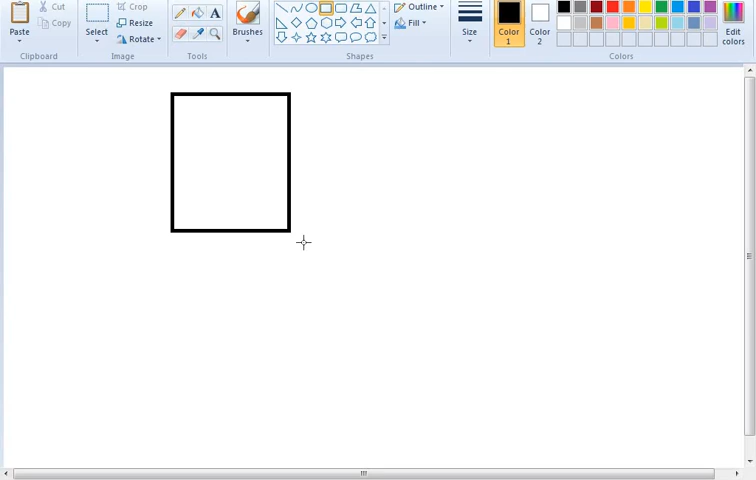 Cut
Copy
Paste
Clipboard
Crop
Resize
Rotate
Select
Image
A
Tools
Brushes
Outline
Fill
Shapes
Size
Color
1
Color
2
Edit
colors
Colors